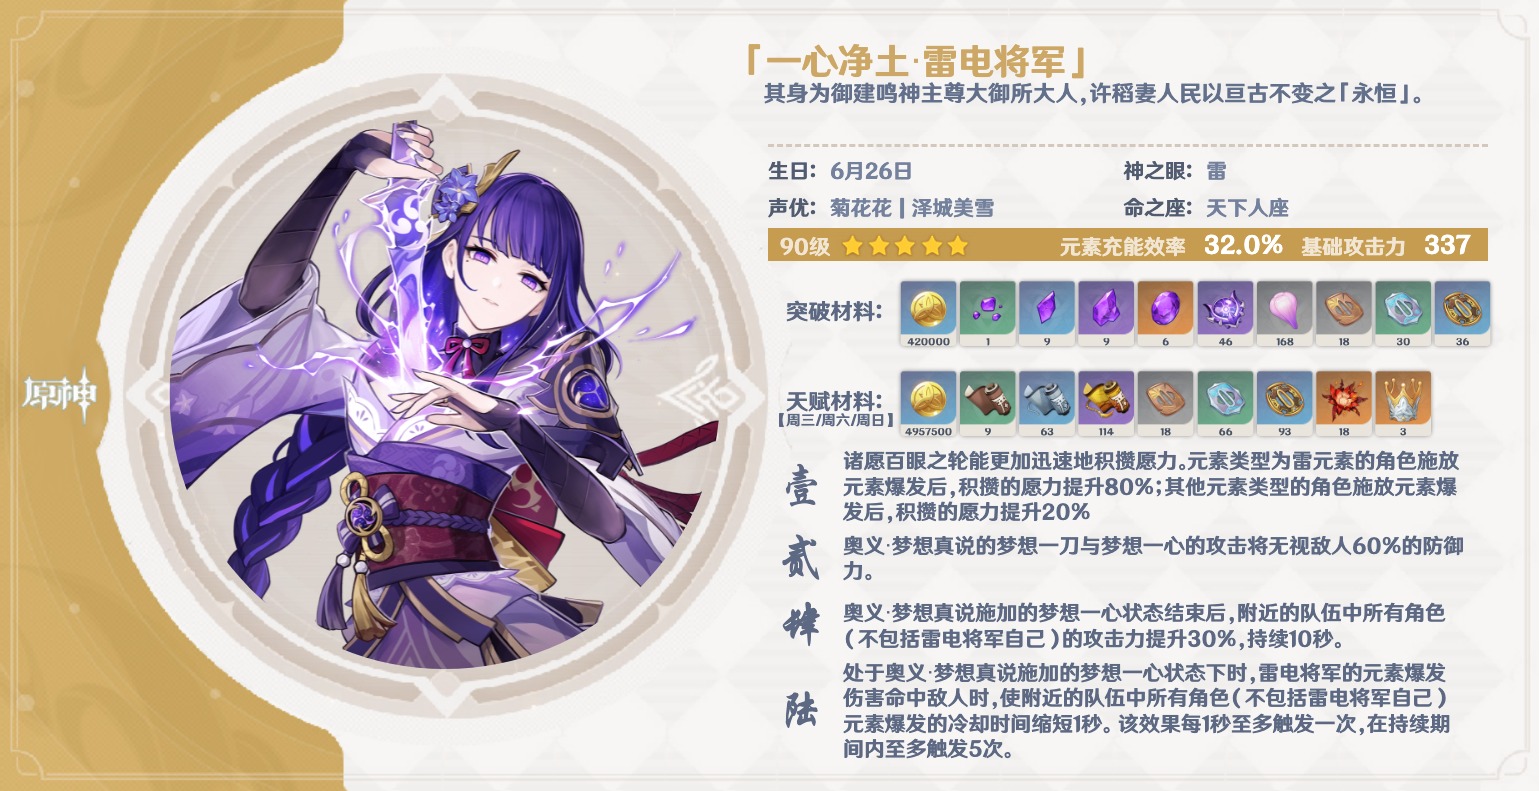 原神
「一心净土·雷电将军」
其身为御建鸣神主尊大御所大人,许稻妻人民以亘古不变之「永恒」。
生日： 6月26日 神之眼： 雷
声优： 菊花花 | 泽城美雪 命之座： 天下人座
90级 元素充能效率 32.0% 基础攻击力 337
突破材料：
420000 1 9 9 6 46 168 18 30 36
天赋材料：
【周三/周六/周日】
4957500 9 63 114 18 66 93 18 3
壹
诸愿百眼之轮能更加迅速地积攒愿力。元素类型为雷元素的角色施放
元素爆发后,积攒的愿力提升80%;其他元素类型的角色施放元素爆
发后,积攒的愿力提升20%
贰
奥义·梦想真说的梦想一刀与梦想一心的攻击将无视敌人60%的防御
力。
肆
奥义·梦想真说施加的梦想一心状态结束后,附近的队伍中所有角色
(不包括雷电将军自己)的攻击力提升30%,持续10秒。
陆
处于奥义·梦想真说施加的梦想一心状态下时,雷电将军的元素爆发
伤害命中敌人时,使附近的队伍中所有角色(不包括雷电将军自己)
元素爆发的冷却时间缩短1秒。该效果每1秒至多触发一次,在持续期
间内至多触发5次。